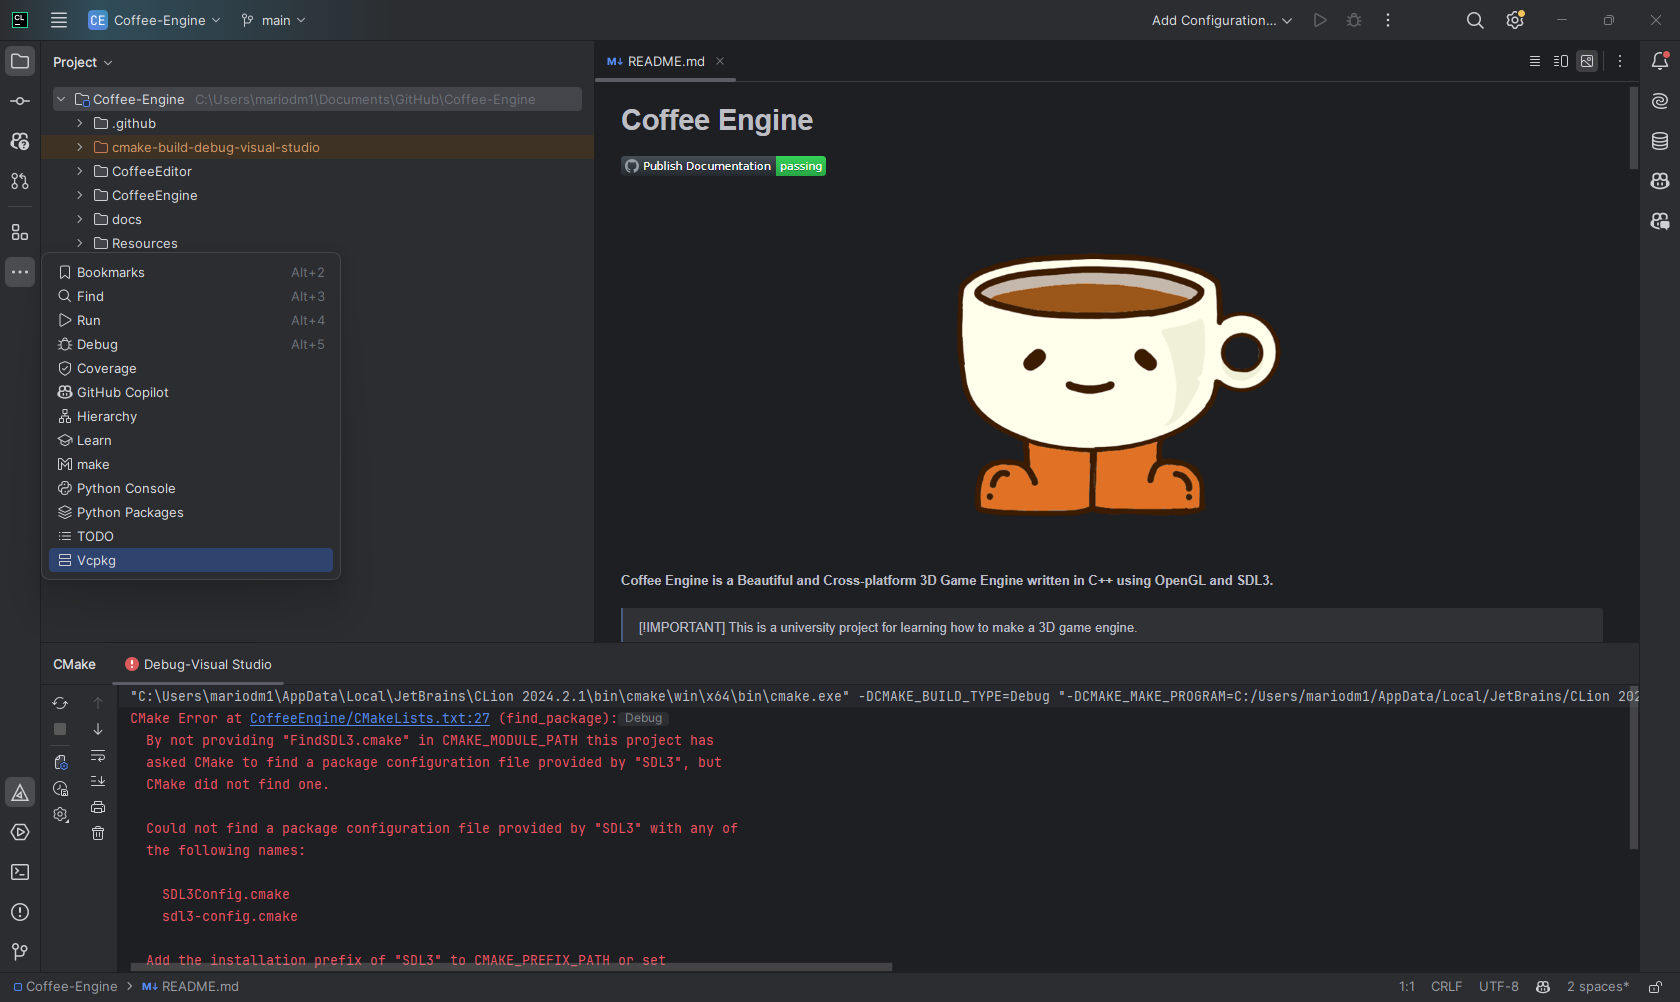 CL
CE Coffee-Engine main Add Configuration...
Project
README.md
Coffee-Engine C:\Users\mariodm1\Documents\GitHub\Coffee-Engine
.github
cmake-build-debug-visual-studio
CoffeeEditor
CoffeeEngine
docs
Resources
Bookmarks Alt+2
Find Alt+3
Run Alt+4
Debug Alt+5
Coverage
GitHub Copilot
Hierarchy
Learn
make
Python Console
Python Packages
TODO
Vcpkg
Coffee Engine
Publish Documentation passing
Coffee Engine is a Beautiful and Cross-platform 3D Game Engine written in C++ using OpenGL and SDL3.
[!IMPORTANT] This is a university project for learning how to make a 3D game engine.
CMake Debug-Visual Studio
"C:\Users\mariodm1\AppData\Local\JetBrains\CLion 2024.2.1\bin\cmake\win\x64\bin\cmake.exe" -DCMAKE_BUILD_TYPE=Debug "-DCMAKE_MAKE_PROGRAM=C:/Users/mariodm1/AppData/Local/JetBrains/CLion 202
CMake Error at CoffeeEngine/CMakeLists.txt:27 (find_package): Debug
By not providing "FindSDL3.cmake" in CMAKE_MODULE_PATH this project has
asked CMake to find a package configuration file provided by "SDL3", but
CMake did not find one.
Could not find a package configuration file provided by "SDL3" with any of
the following names:
SDL3Config.cmake
sdl3-config.cmake
Add the installation prefix of "SDL3" to CMAKE_PREFIX_PATH or set
Coffee-Engine README.md 1:1 CRLF UTF-8 2 spaces*